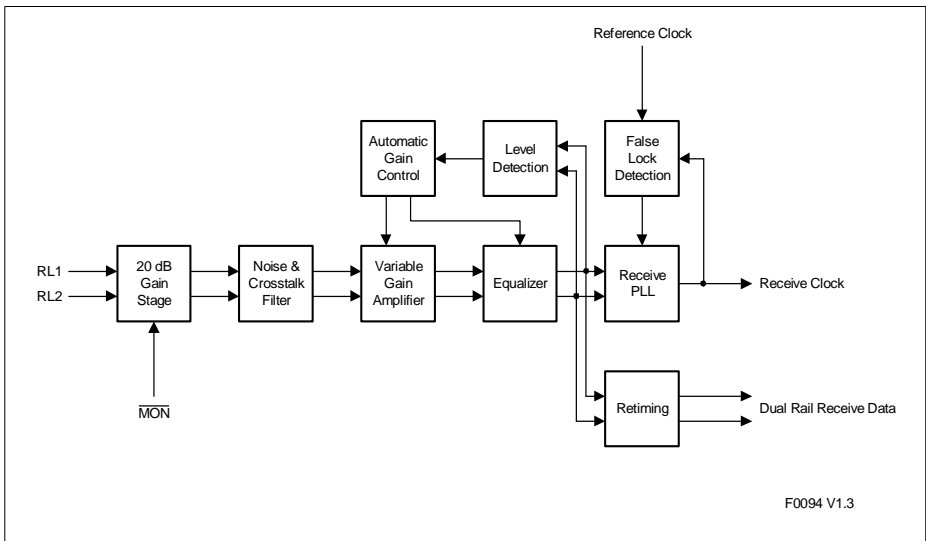 Reference Clock
Automatic
Gain
Control
Level
Detection
False
Lock
Detection
RL1
RL2
20 dB
Gain
Stage
Noise &
Crosstalk
Filter
Variable
Gain
Amplifier
Equalizer
Receive
PLL
Receive Clock
MON
Retiming
Dual Rail Receive Data
F0094 V1.3